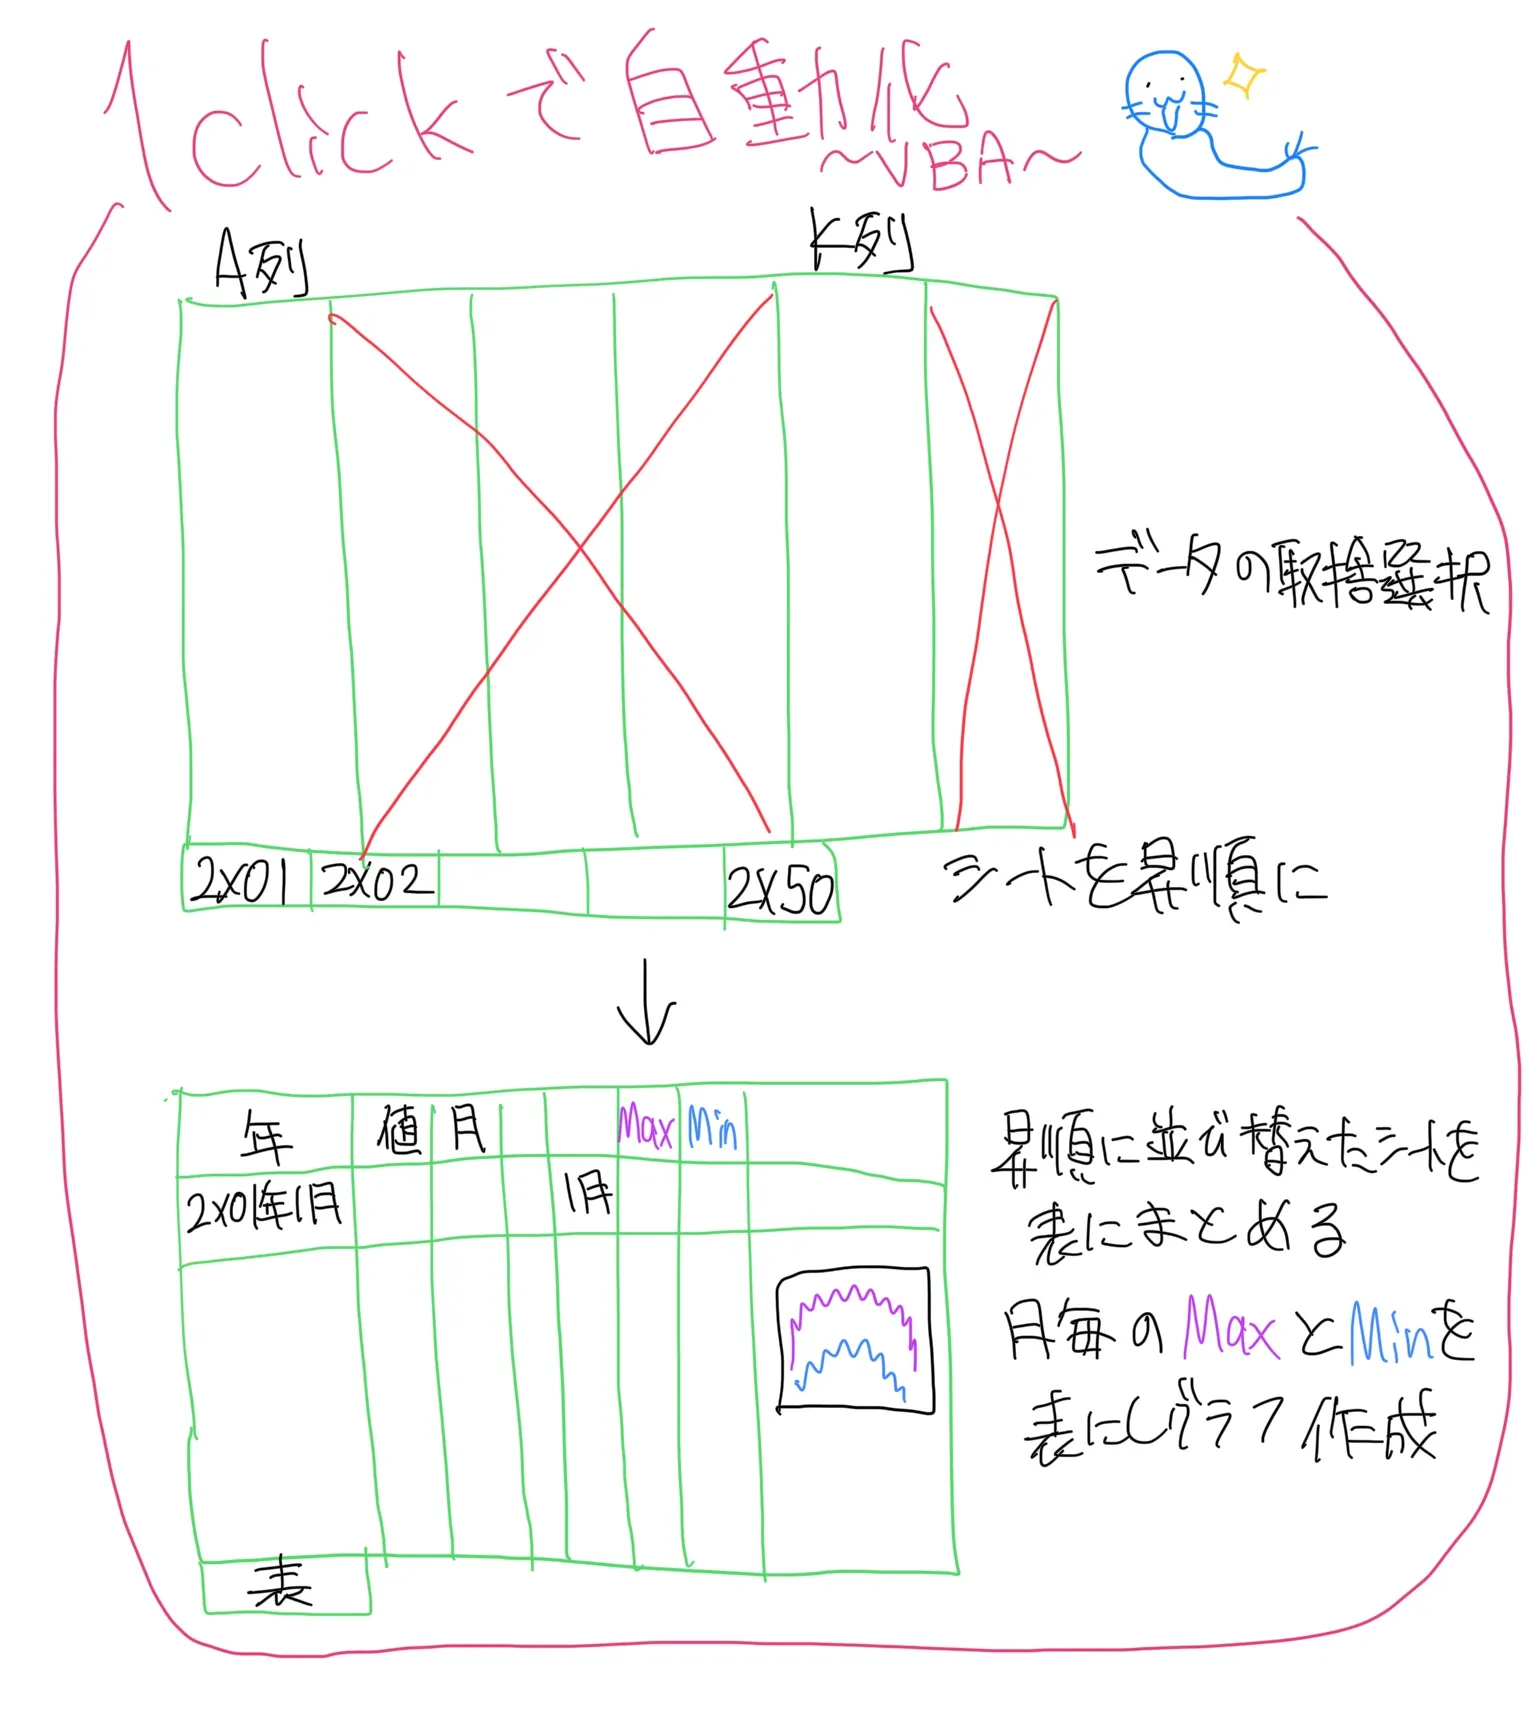 1clickで自動化
～VBA～
A列 K列
データの取捨選択
2x01 2x02 2x50
シートを昇順に
年 値 月 Max Min
2x01年1月 1月
昇順に並び替えたシートを
表にまとめる
月毎のMaxとMinを
表にしグラフ作成
表